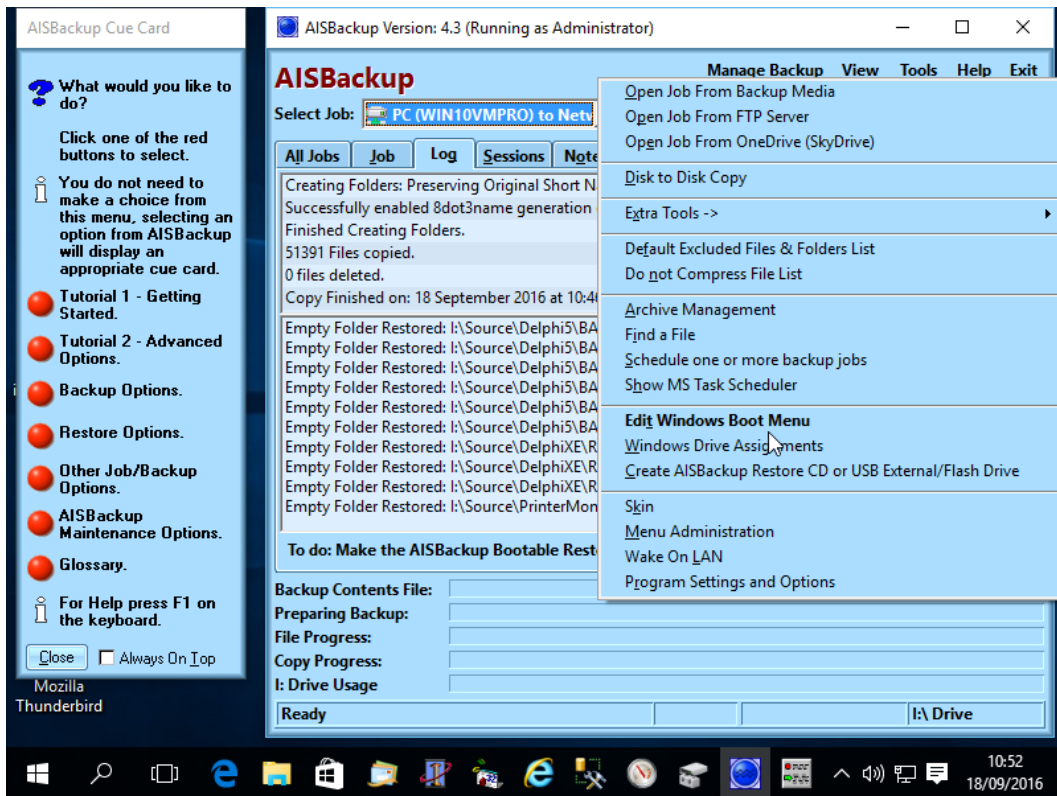 AISBackup Cue Card
What would you like to
do?
Click one of the red
buttons to select.
You do not need to
make a choice from
this menu, selecting an
option from AISBackup
will display an
appropriate cue card.
Tutorial 1 - Getting
Started.
Tutorial 2 - Advanced
Options.
Backup Options.
Restore Options.
Other Job/Backup
Options.
AISBackup
Maintenance Options.
Glossary.
For Help press F1 on
the keyboard.
Close Always On Top
Mozilla
Thunderbird
AISBackup Version: 4.3 (Running as Administrator)
AISBackup
Manage Backup View Tools Help Exit
Select Job: PC (WIN10VMPRO) to Netw
All Jobs Job Log Sessions Note
Creating Folders: Preserving Original Short N
Successfully enabled 8dot3name generation
Finished Creating Folders.
51391 Files copied.
0 files deleted.
Copy Finished on: 18 September 2016 at 10:4
Empty Folder Restored: I:\Source\Delphi5\BA
Empty Folder Restored: I:\Source\Delphi5\BA
Empty Folder Restored: I:\Source\Delphi5\BA
Empty Folder Restored: I:\Source\Delphi5\BA
Empty Folder Restored: I:\Source\Delphi5\BA
Empty Folder Restored: I:\Source\Delphi5\BA
Empty Folder Restored: I:\Source\DelphiXE\R
Empty Folder Restored: I:\Source\DelphiXE\R
Empty Folder Restored: I:\Source\DelphiXE\R
Empty Folder Restored: I:\Source\PrinterMon
To do: Make the AISBackup Bootable Rest
Backup Contents File:
Preparing Backup:
File Progress:
Copy Progress:
I: Drive Usage
Ready
I:\ Drive
Open Job From Backup Media
Open Job From FTP Server
Open Job From OneDrive (SkyDrive)
Disk to Disk Copy
Extra Tools ->
Default Excluded Files & Folders List
Do not Compress File List
Archive Management
Find a File
Schedule one or more backup jobs
Show MS Task Scheduler
Edit Windows Boot Menu
Windows Drive Assignments
Create AISBackup Restore CD or USB External/Flash Drive
Skin
Menu Administration
Wake On LAN
Program Settings and Options
10:52
18/09/2016